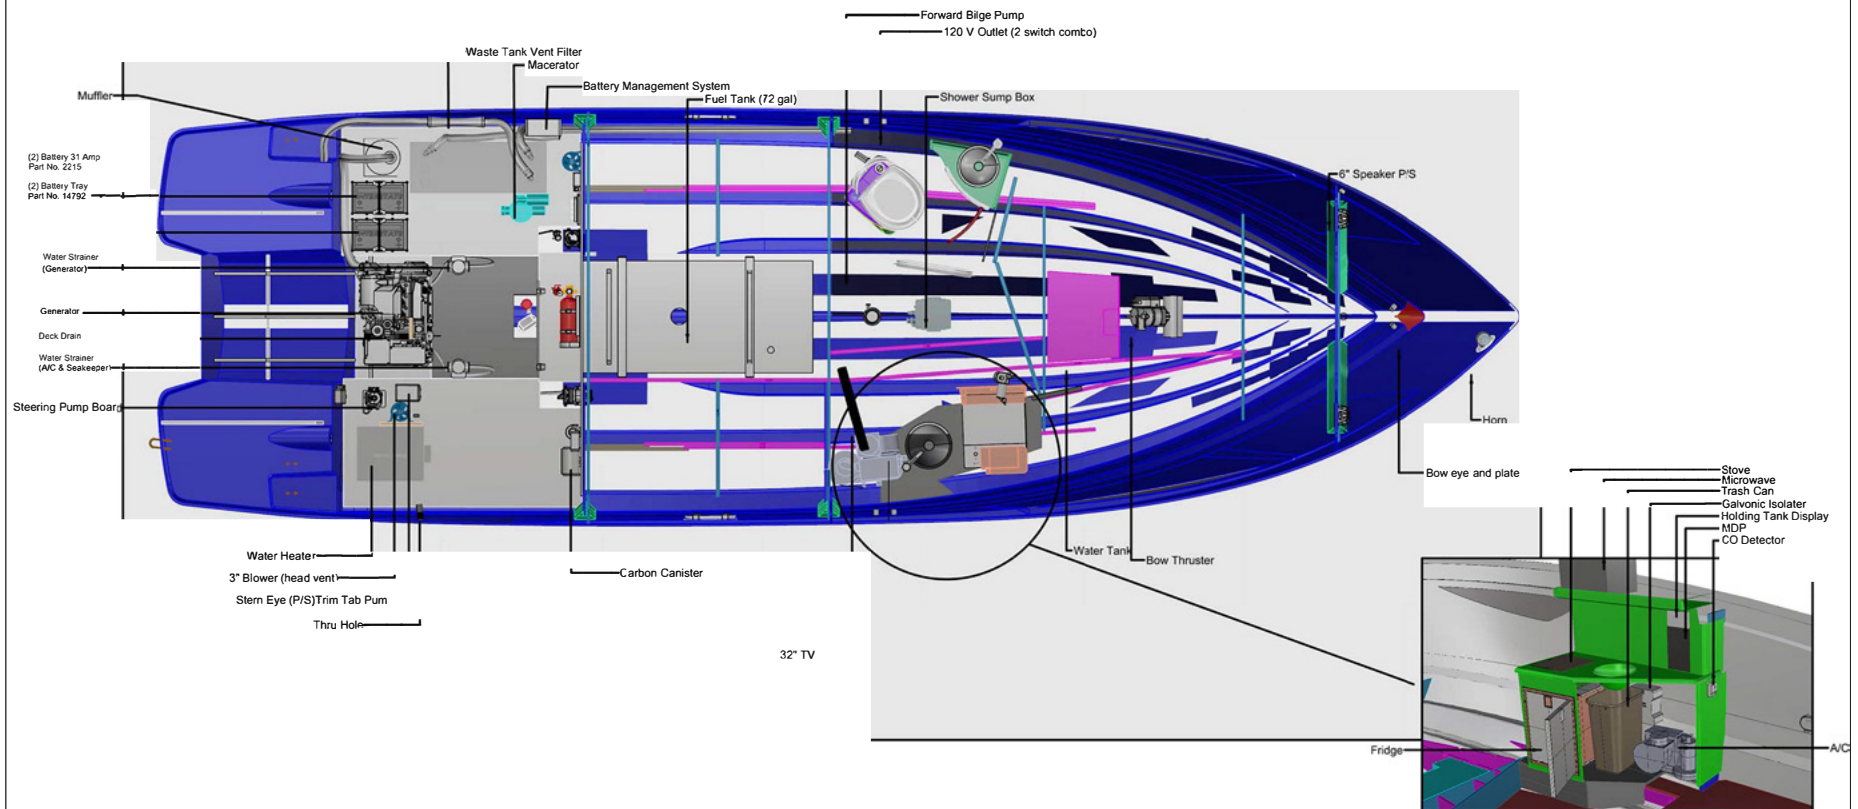 Forward Bilge Pump
120 V Outlet (2 switch combo)
Waste Tank Vent Filter
Macerator
Battery Management System
Fuel Tank (72 gal)
Shower Sump Box
Muffler
(2) Battery 31 Amp
Part No. 2215
(2) Battery Tray
Part No. 14792
6" Speaker P/S
Water Strainer
(Generator)
Generator
Deck Drain
Water Strainer
(A/C & Seakeeper)
Steering Pump Board
Horn
Bow eye and plate
Stove
Microwave
Trash Can
Galvonic Isolater
Holding Tank Display
MDP
CO Detector
Water Heater
3" Blower (head vent)
Stern Eye (P/S)Trim Tab Pum
Thru Hole
Carbon Canister
Water Tank
Bow Thruster
32" TV
Fridge
A/C